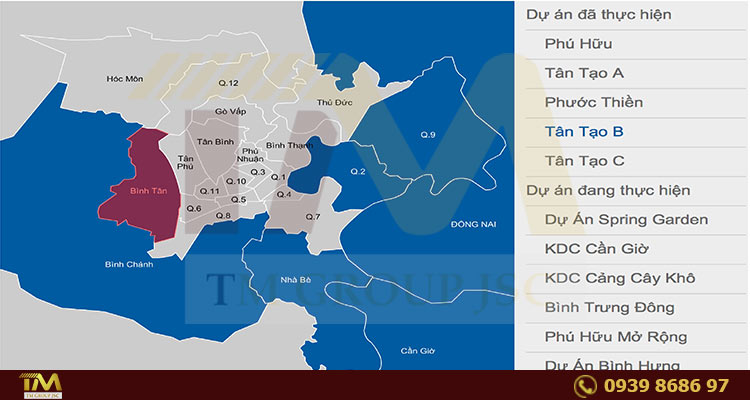 Hóc Môn
Q.12
Thủ Đức
Gò Vấp
Q.9
Tân Bình
Bình Thạnh
Tân
Phú
Phú
Nhuận
Q.3
Q.1
Q.2
Bình Tân
Q.10
Q.11
Q.4
Q.5
Q.6
Q.8
Q.7
ĐỒNG NAI
Bình Chánh
Nhà Bè
Cần Giờ
TM GROUP JSC
Dự án đã thực hiện
Phú Hữu
Tân Tạo A
Phước Thiền
Tân Tạo B
Tân Tạo C
Dự án đang thực hiện
Dự Án Spring Garden
KDC Cần Giờ
KDC Cảng Cây Khô
Bình Trưng Đông
Phú Hữu Mở Rộng
Dự Án Bình Hưng
TM
TM GROUP JSC
0939 8686 97